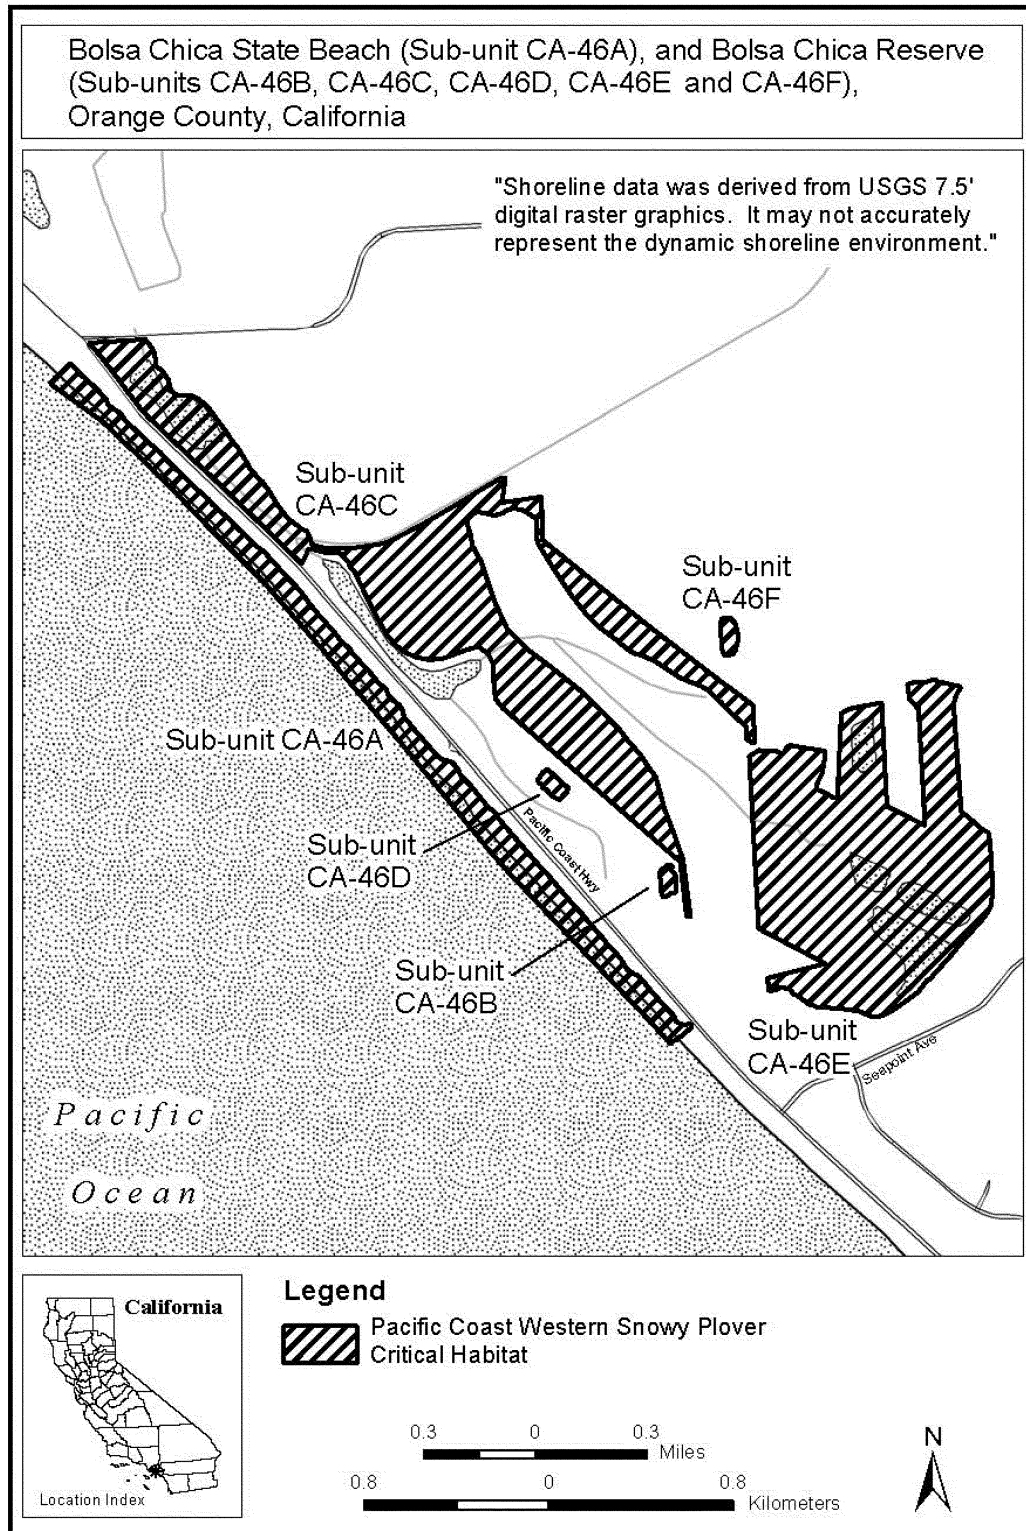 Bolsa Chica State Beach (Sub-unit CA-46A), and Bolsa Chica Reserve
(Sub-units CA-46B, CA-46C, CA-46D, CA-46E and CA-46F),
Orange County, California
"Shoreline data was derived from USGS 7.5'
digital raster graphics. It may not accurately
represent the dynamic shoreline environment."
Sub-unit
CA-46C
Sub-unit
CA-46F
Sub-unit CA-46A
Sub-unit
CA-46D
Pacific Coast Hwy
Sub-unit
CA-46B
Sub-unit
CA-46E
Seapoint Ave
Pacific
Ocean
California
Location Index
Legend
Pacific Coast Western Snowy Plover
Critical Habitat
0.3 0 0.3
Miles
0.8 0 0.8
Kilometers
N